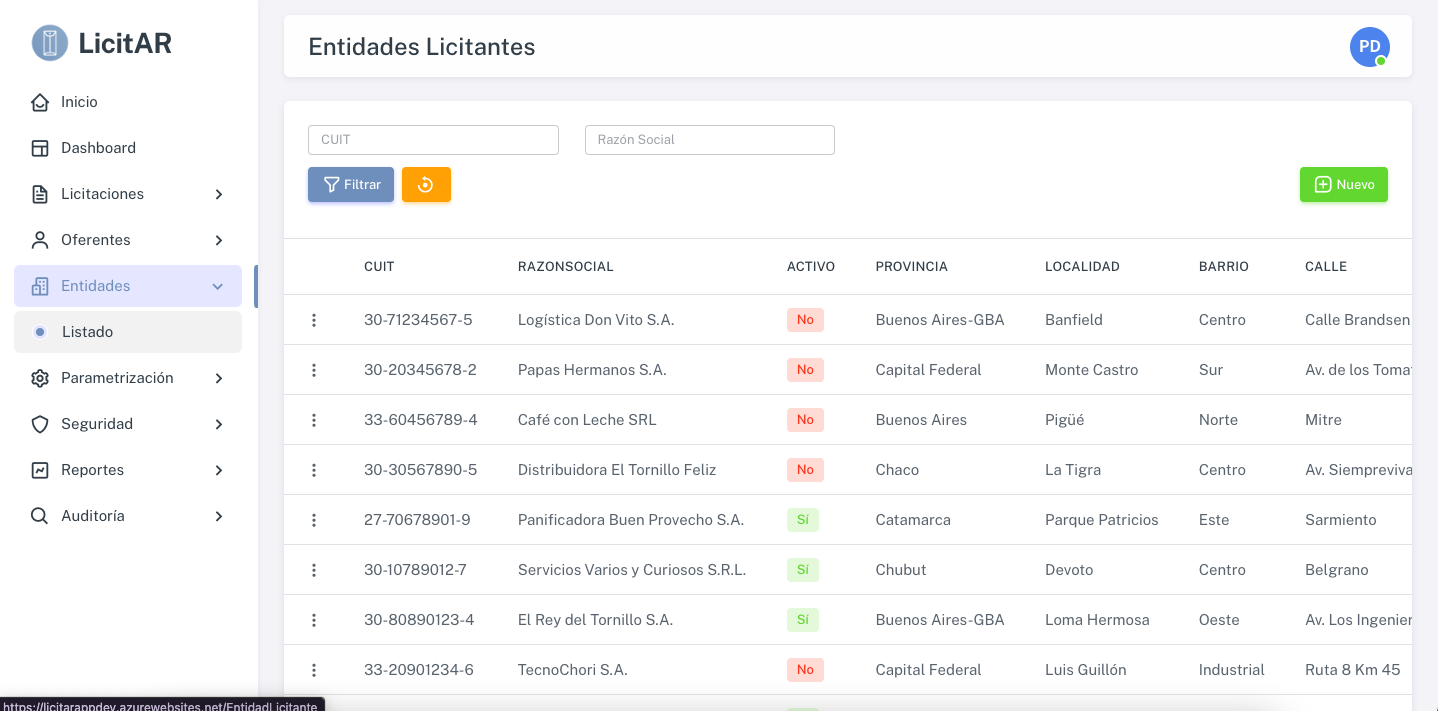 LicitAR
Inicio
Dashboard
Licitaciones
Oferentes
Entidades
Listado
Parametrización
Seguridad
Reportes
Auditoría
Entidades Licitantes
PD
CUIT Razón Social
Filtrar Nuevo
CUIT RAZONSOCIAL ACTIVO PROVINCIA LOCALIDAD BARRIO CALLE
30-71234567-5 Logística Don Vito S.A. No Buenos Aires-GBA Banfield Centro Calle Brandsen
30-20345678-2 Papas Hermanos S.A. No Capital Federal Monte Castro Sur Av. de los
33-60456789-4 Café con Leche SRL No Buenos Aires Pigüé Norte Mitre
30-30567890-5 Distribuidora El Tornillo Feliz No Chaco La Tigra Centro Av. Siempreviva
27-70678901-9 Panificadora Buen Provecho S.A. Sí Catamarca Parque Patricios Este Sarmiento
30-10789012-7 Servicios Varios y Curiosos S.R.L. Sí Chubut Devoto Centro Belgrano
30-80890123-4 El Rey del Tornillo S.A. Sí Buenos Aires-GBA Loma Hermosa Oeste Av. Los
33-20901234-6 TecnoChori S.A. No Capital Federal Luis Guillón Industrial Ruta 8 Km 45
https://licitarappdev.azurewebsites.net/EntidadLicitante